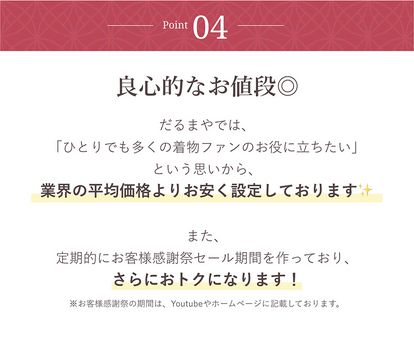 Point 04
良心的なお値段◎
だるまやでは、
「ひとりでも多くの着物ファンのお役に立ちたい」
という思いから、
業界の平均価格よりお安く設定しております✨
また、
定期的にお客様感謝祭セール期間を作っており、
さらにおトクになります！
※お客様感謝祭の期間は、Youtubeやホームページに記載しております。